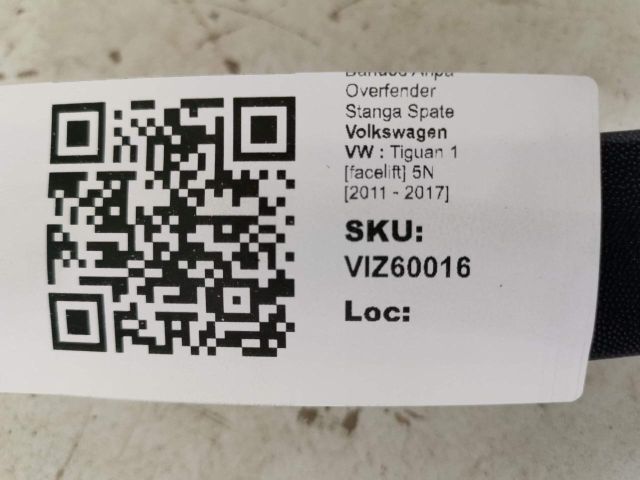 Overfender
Stanga Spate
Volkswagen
VW : Tiguan 1
[facelift] 5N
[2011 - 2017]
SKU:
VIZ60016
Loc: